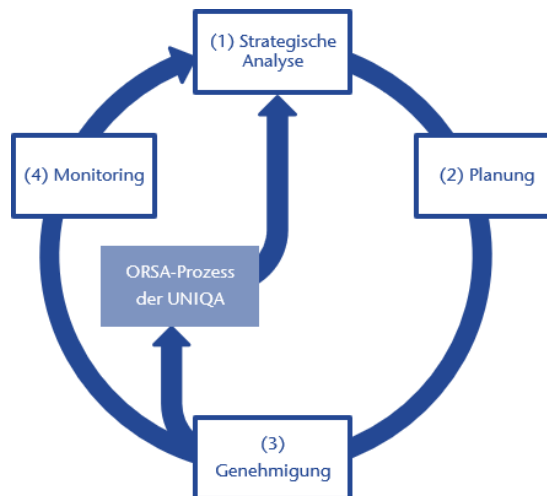 (1) Strategische
Analyse
(2) Planung
(4) Monitoring
ORSA-Prozess
der UNIQA
(3)
Genehmigung